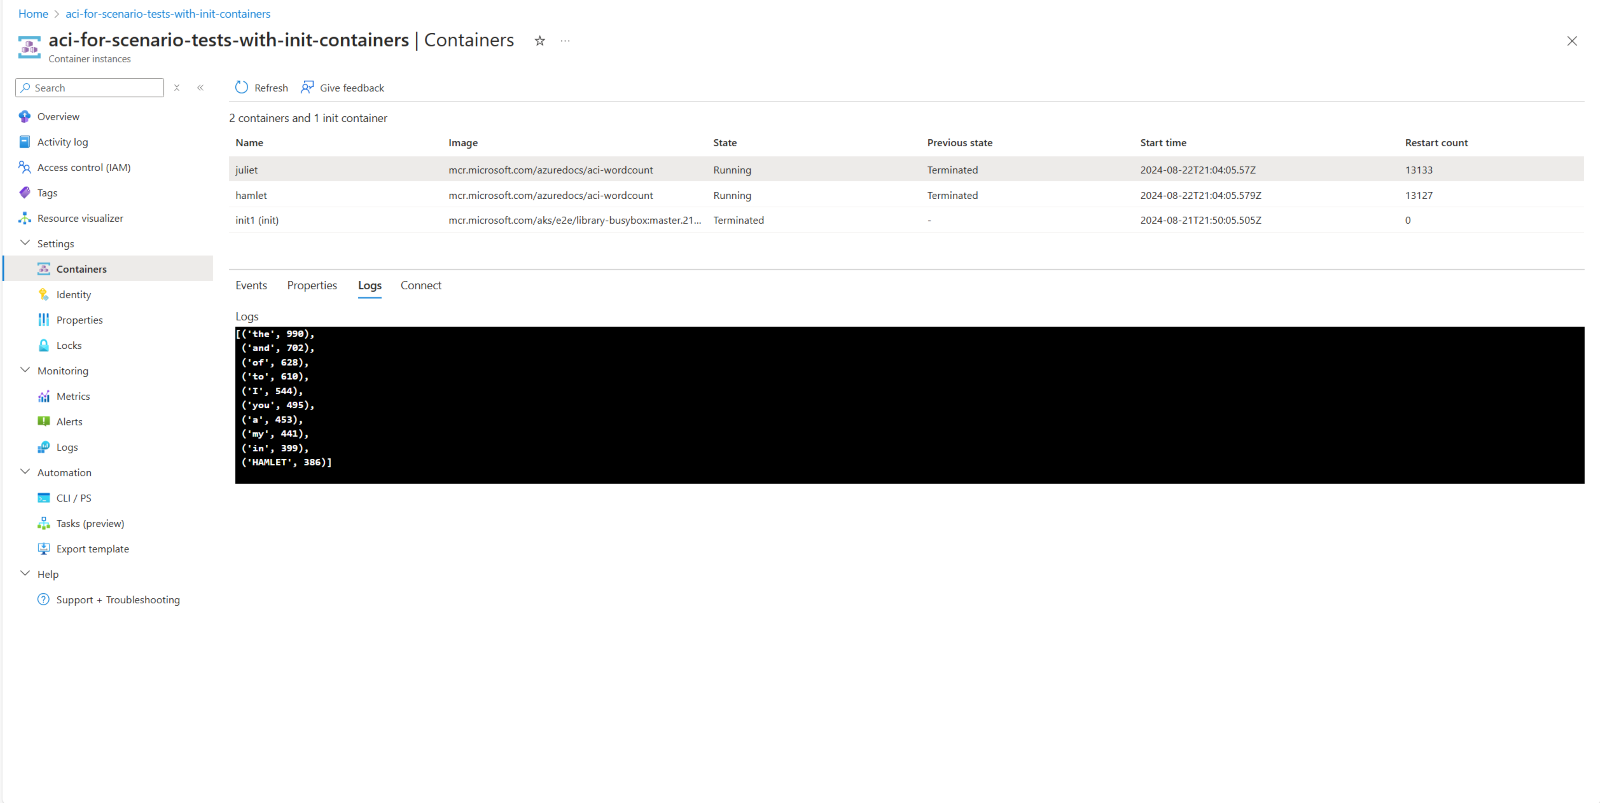 Home > aci-for-scenario-tests-with-init-containers
aci-for-scenario-tests-with-init-containers | Containers
Container instances
Search
Overview
Activity log
Access control (IAM)
Tags
Resource visualizer
Settings
Containers
Identity
Properties
Locks
Monitoring
Metrics
Alerts
Logs
Automation
CLI / PS
Tasks (preview)
Export template
Help
Support + Troubleshooting
Refresh Give feedback
2 containers and 1 init container
Name Image State Previous state Start time Restart count
juliet mcr.microsoft.com/azuredocs/aci-wordcount Running Terminated 2024-08-22T21:04:05.57Z 13133
hamlet mcr.microsoft.com/azuredocs/aci-wordcount Running Terminated 2024-08-22T21:04:05.579Z 13127
init1 (init) mcr.microsoft.com/aks/e2e/library-busybox:master.21... Terminated - 2024-08-21T21:50:05.505Z 0
Events Properties Logs Connect
Logs
[('the', 990),
('and', 702),
('of', 628),
('to', 610),
('I', 544),
('you', 495),
('a', 453),
('my', 441),
('in', 399),
('HAMLET', 386)]